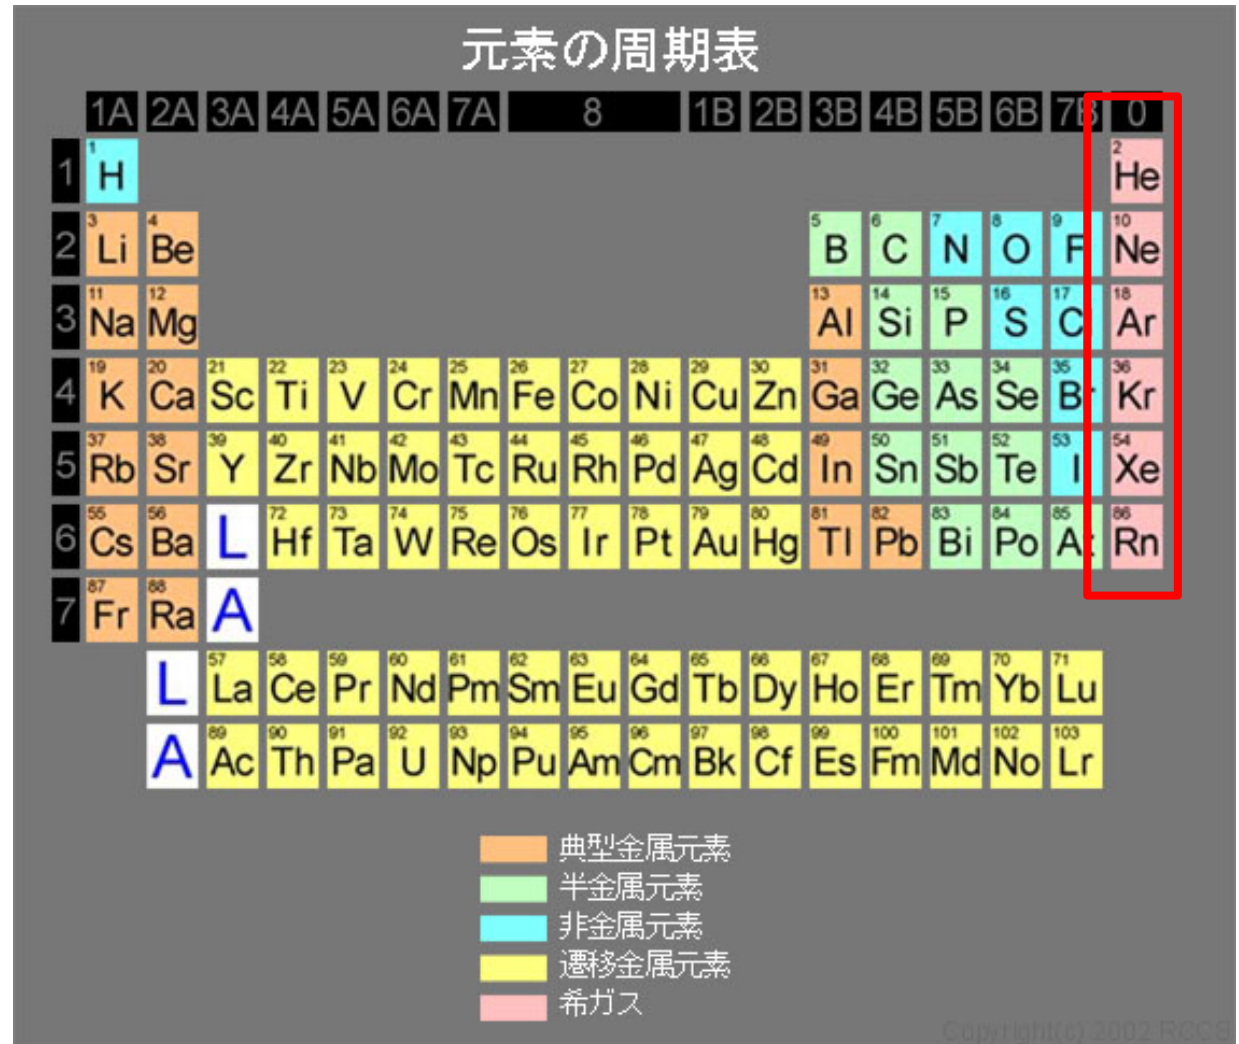 元素の周期表
1A 2A 3A 4A 5A 6A 7A 8 1B 2B 3B 4B 5B 6B 7B 0
1 1 H 2 He
2 3 Li 4 Be 5 B 6 C 7 N 8 O 9 F 10 Ne
3 11 Na 12 Mg 13 Al 14 Si 15 P 16 S 17 Cl 18 Ar
4 19 K 20 Ca 21 Sc 22 Ti 23 V 24 Cr 25 Mn 26 Fe 27 Co 28 Ni 29 Cu 30 Zn 31 Ga 32 Ge 33 As 34 Se 35 Br 36 Kr
5 37 Rb 38 Sr 39 Y 40 Zr 41 Nb 42 Mo 43 Tc 44 Ru 45 Rh 46 Pd 47 Ag 48 Cd 49 In 50 Sn 51 Sb 52 Te 53 I 54 Xe
6 55 Cs 56 Ba L 72 Hf 73 Ta 74 W 75 Re 76 Os 77 Ir 78 Pt 79 Au 80 Hg 81 Tl 82 Pb 83 Bi 84 Po 85 At 86 Rn
7 87 Fr 88 Ra A
L 57 La 58 Ce 59 Pr 60 Nd 61 Pm 62 Sm 63 Eu 64 Gd 65 Tb 66 Dy 67 Ho 68 Er 69 Tm 70 Yb 71 Lu
A 89 Ac 90 Th 91 Pa 92 U 93 Np 94 Pu 95 Am 96 Cm 97 Bk 98 Cf 99 Es 100 Fm 101 Md 102 No 103 Lr
典型金属元素
半金属元素
非金属元素
遷移金属元素
希ガス
Copyright(c) 2002 RCCS